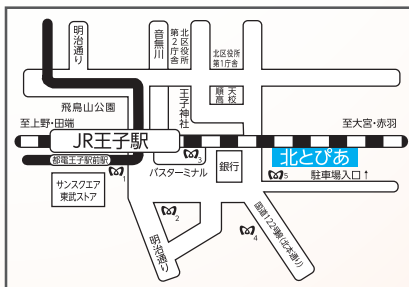 明治通り
音無川
北区役所
第2庁舎
北区役所
第1庁舎
順天
高校
王子神社
飛鳥山公園
至上野・田端
JR王子駅
至大宮・赤羽
都電王子駅前駅
3
バスターミナル
銀行
北とぴあ
5
駐車場入口↑
1
サンスクエア
東武ストア
2
4
明治通り
国道122号線(北本通り)